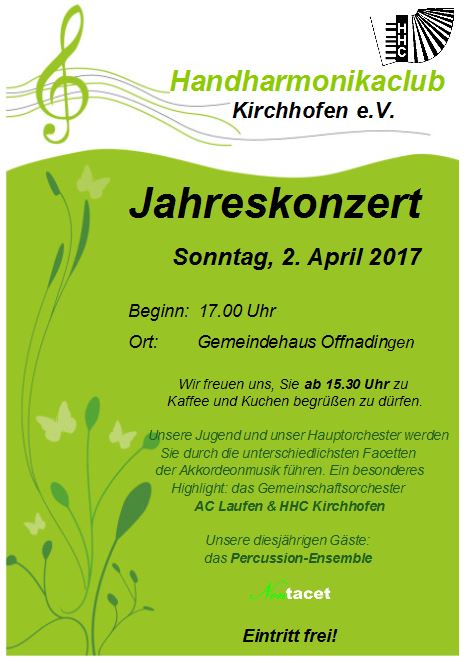 HHC
Handharmonikaclub
Kirchhofen e.V.
Jahreskonzert
Sonntag, 2. April 2017
Beginn: 17.00 Uhr
Ort: Gemeindehaus Offnadingen
Wir freuen uns, Sie ab 15.30 Uhr zu
Kaffee und Kuchen begrüßen zu dürfen.
Unsere Jugend und unser Hauptorchester werden
Sie durch die unterschiedlichsten Facetten
der Akkordeonmusik führen. Ein besonderes
Highlight: das Gemeinschaftsorchester
AC Laufen & HHC Kirchhofen
Unsere diesjährigen Gäste:
das Percussion-Ensemble
Nontacet
Eintritt frei!